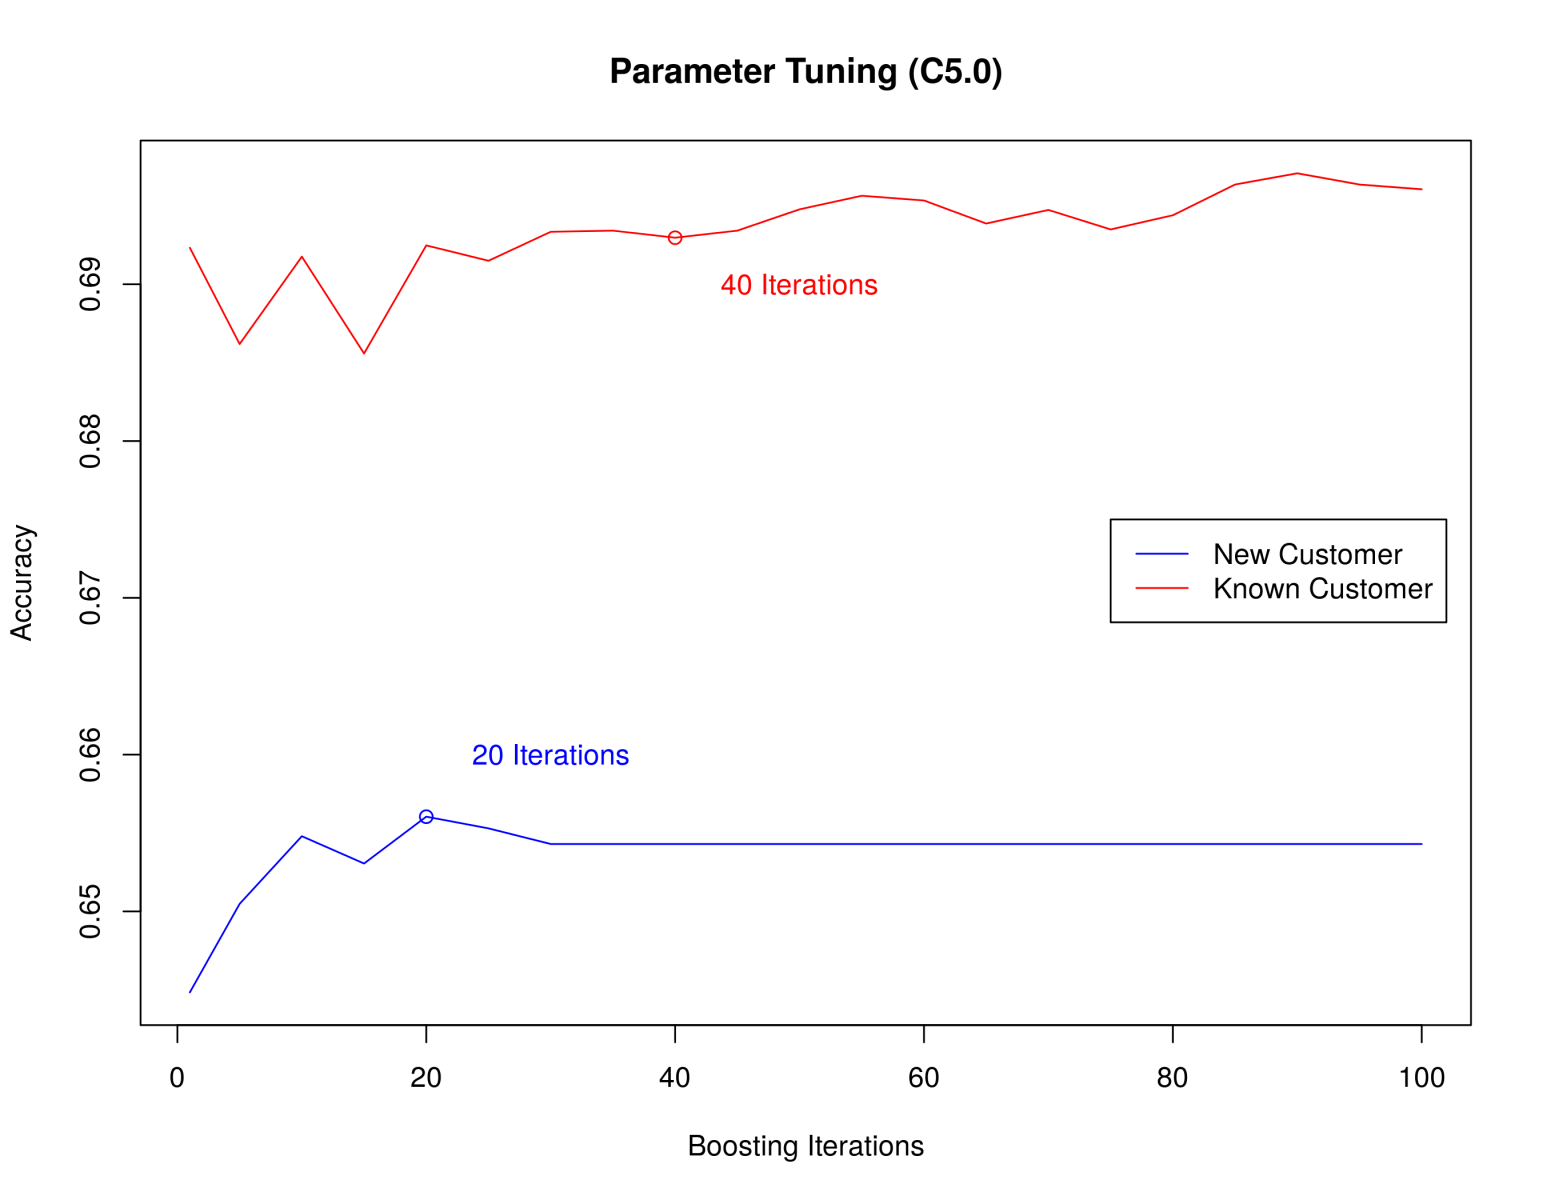 Parameter Tuning (C5.0)
Accuracy
0.69
0.68
0.67
0.66
0.65
40 Iterations
New Customer
Known Customer
20 Iterations
0 20 40 60 80 100
Boosting Iterations